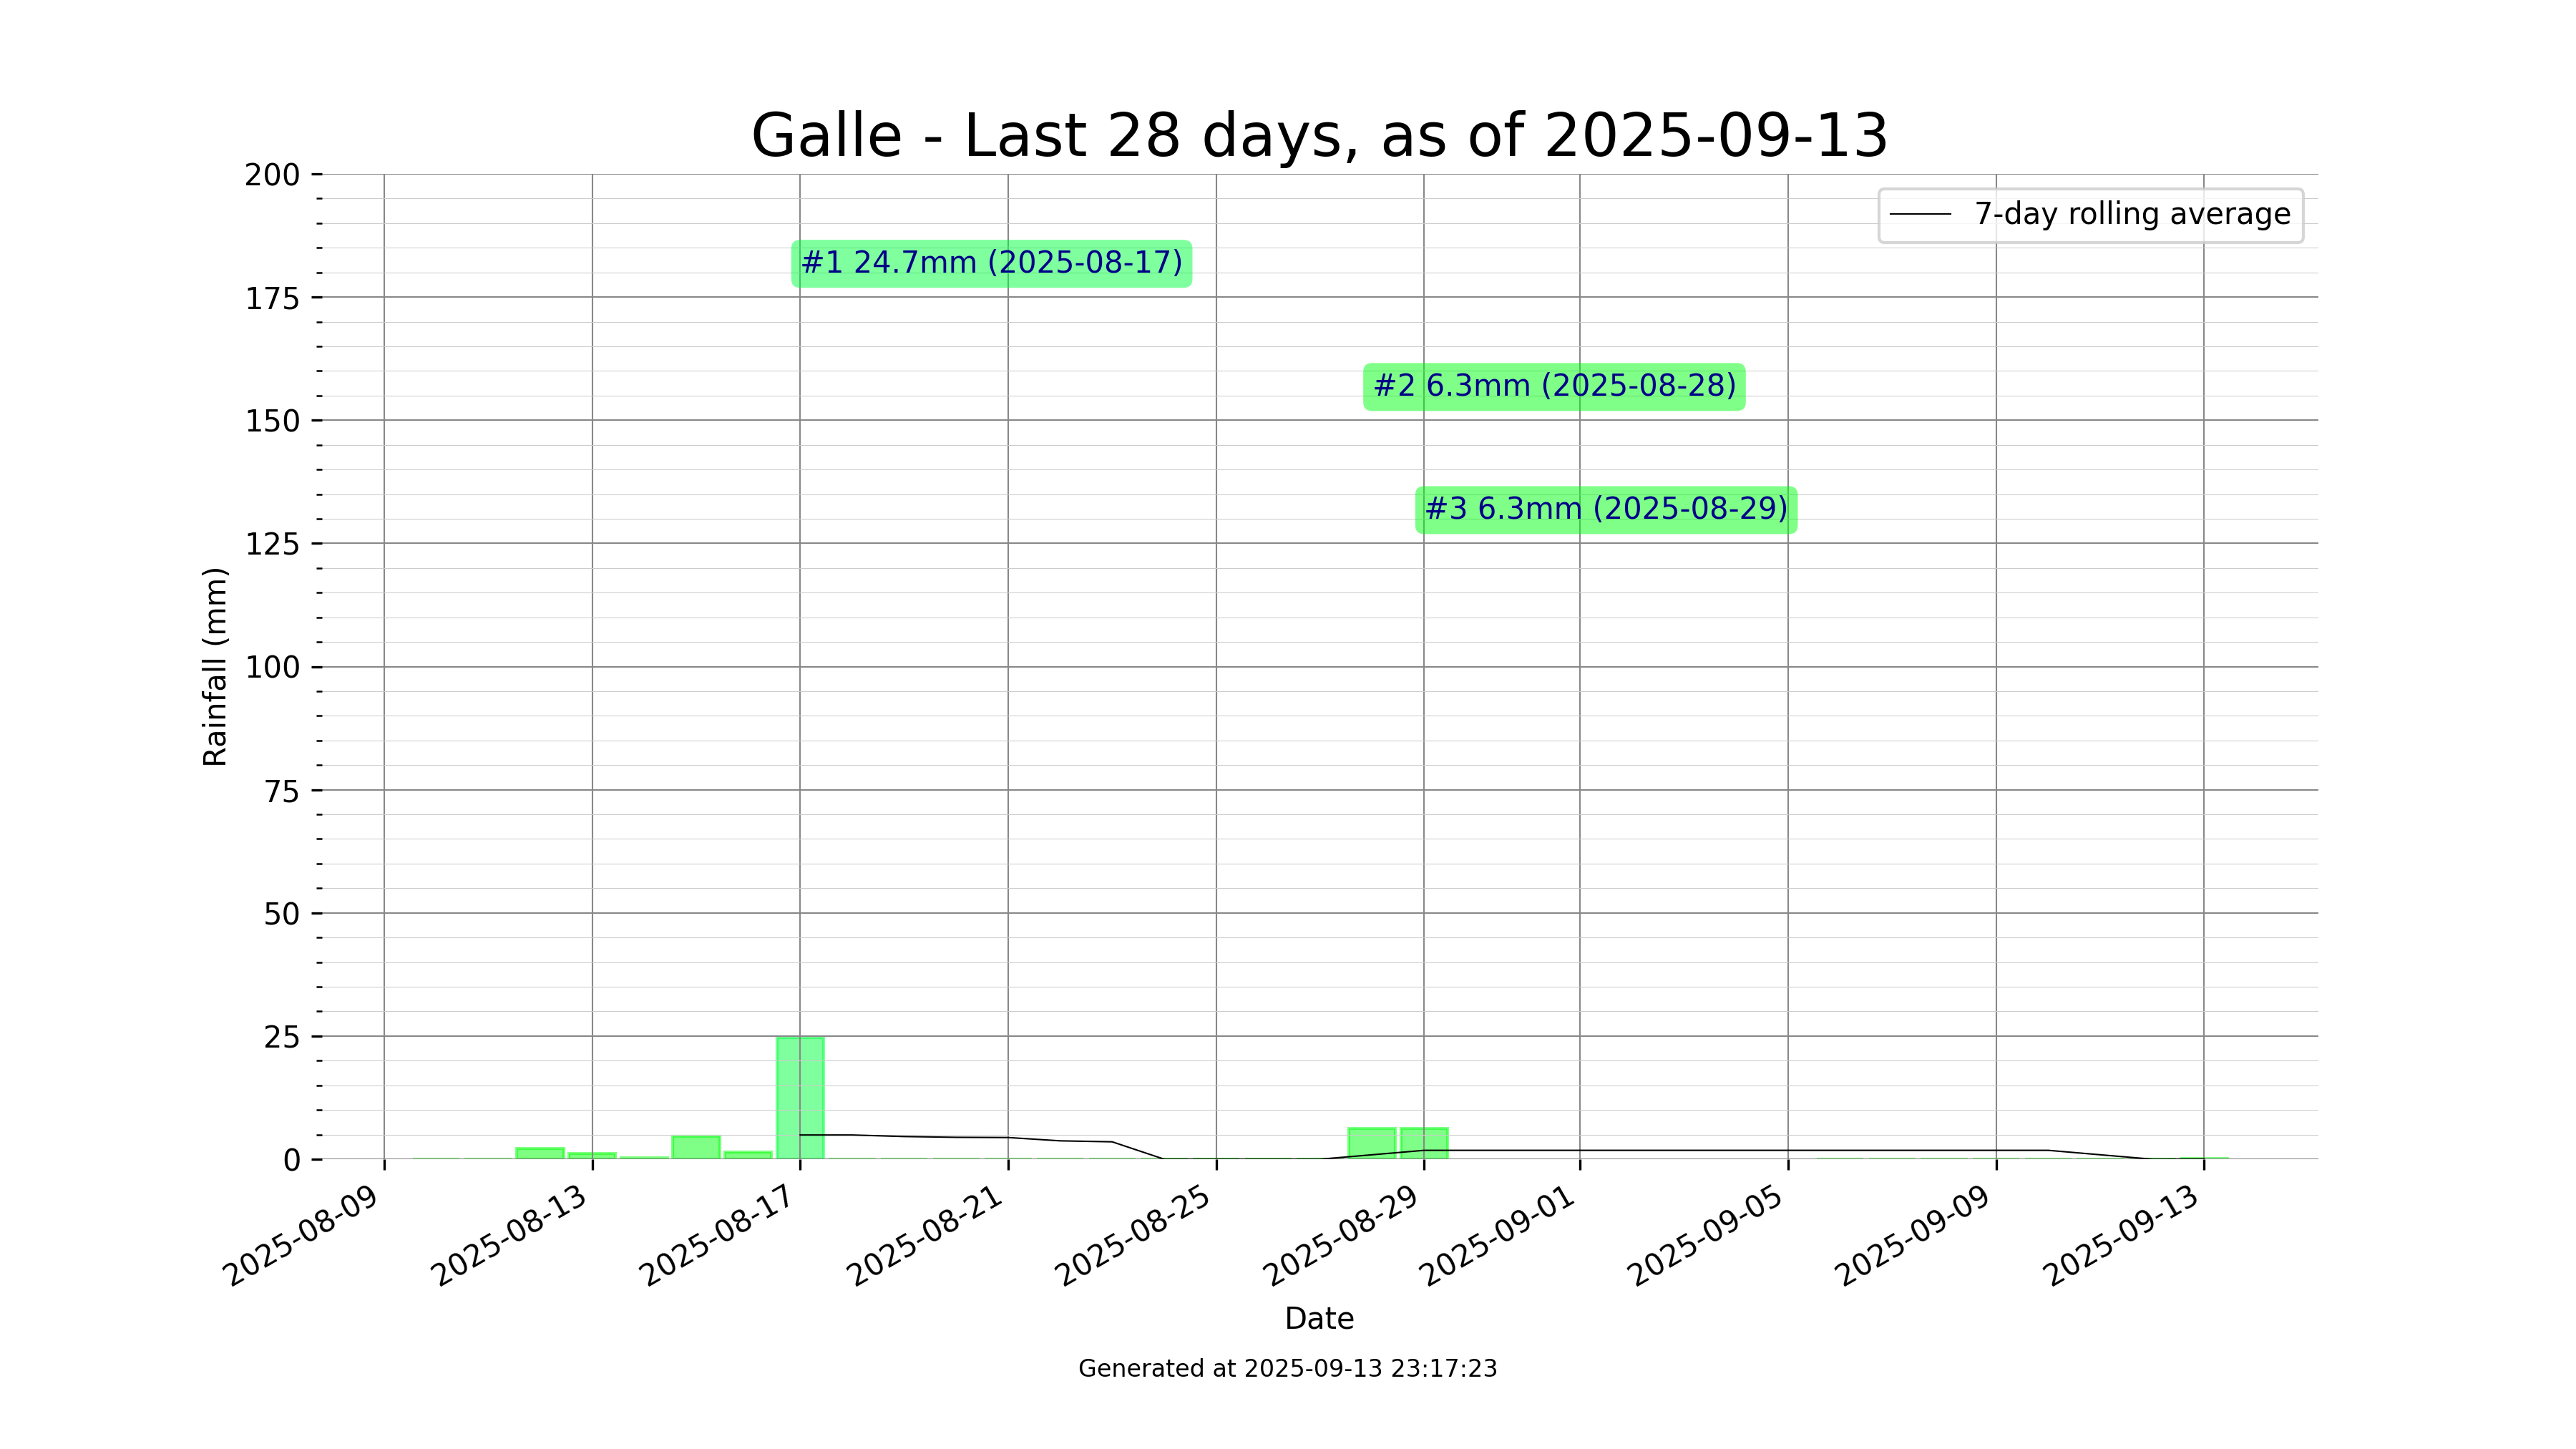 Galle - Last 28 days, as of 2025-09-13
200
175
150
125
100
75
50
25
0
Rainfall (mm)
7-day rolling average
#1 24.7mm (2025-08-17)
#2 6.3mm (2025-08-28)
#3 6.3mm (2025-08-29)
2025-08-09
2025-08-13
2025-08-17
2025-08-21
2025-08-25
2025-08-29
2025-09-01
2025-09-05
2025-09-09
2025-09-13
Date
Generated at 2025-09-13 23:17:23